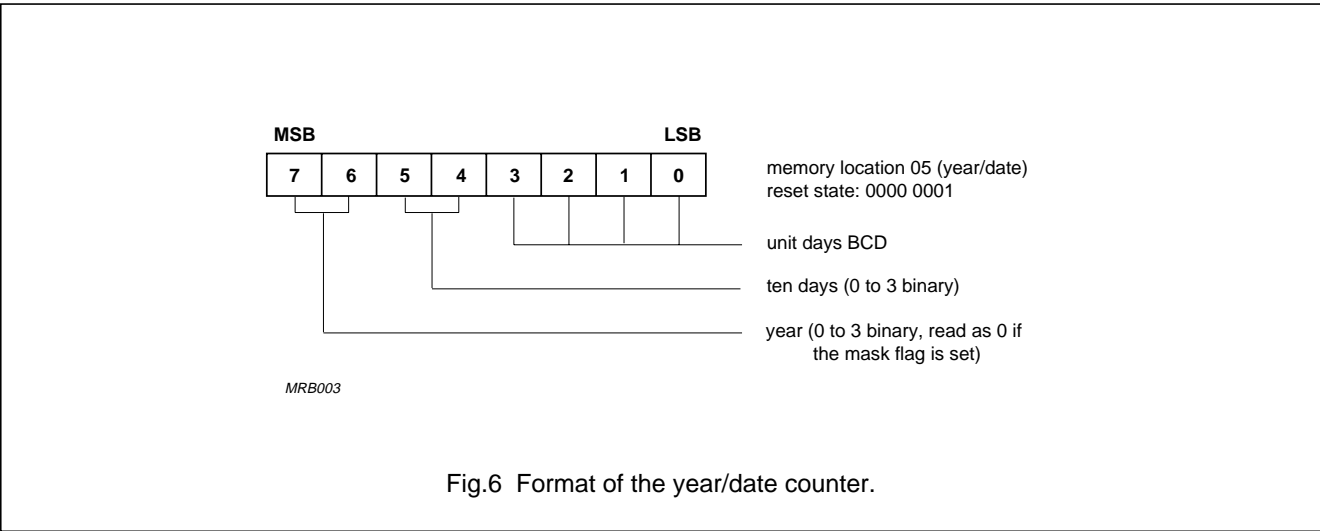 MSB LSB
7 6 5 4 3 2 1 0
memory location 05 (year/date)
reset state: 0000 0001
unit days BCD
ten days (0 to 3 binary)
year (0 to 3 binary, read as 0 if
the mask flag is set)
MRB003
Fig.6 Format of the year/date counter.